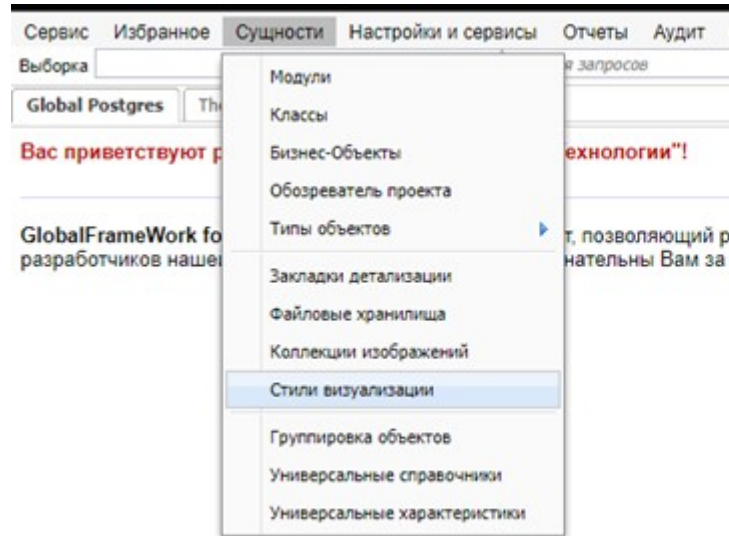 Сервис Избранное Сущности Настройки и сервисы Отчеты Аудит
Выборка я запросов
Global Postgres
Вас приветствуют ехнологии"!
GlobalFrameWork fo т, позволяющий р
разработчиков наше нательны Вам за
Модули
Классы
Бизнес-Объекты
Обозреватель проекта
Типы объектов
Закладки детализации
Файловые хранилища
Коллекции изображений
Стили визуализации
Группировка объектов
Универсальные справочники
Универсальные характеристики